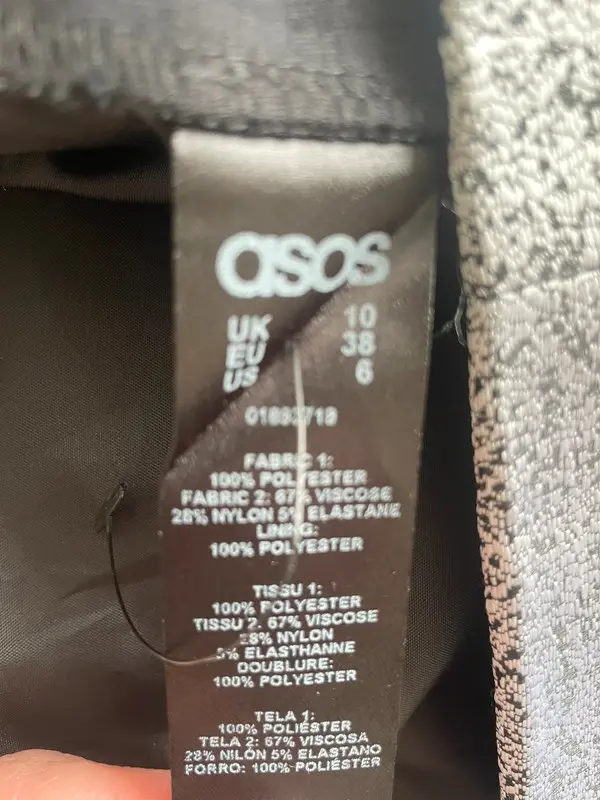 asos
UK 10
EU 38
US 6
FABRIC 1:
100% POLYESTER
FABRIC 2: 67% VISCOSE
28% NYLON 5% ELASTANE
LINING:
100% POLYESTER
TISSU 1:
100% POLYESTER
TISSU 2: 67% VISCOSE
28% NYLON
5% ELASTHANNE
DOUBLURE:
100% POLYESTER
TELA 1:
100% POLIÉSTER
TELA 2: 67% VISCOSA
28% NILÓN 5% ELASTANO
FORRO: 100% POLIÉSTER